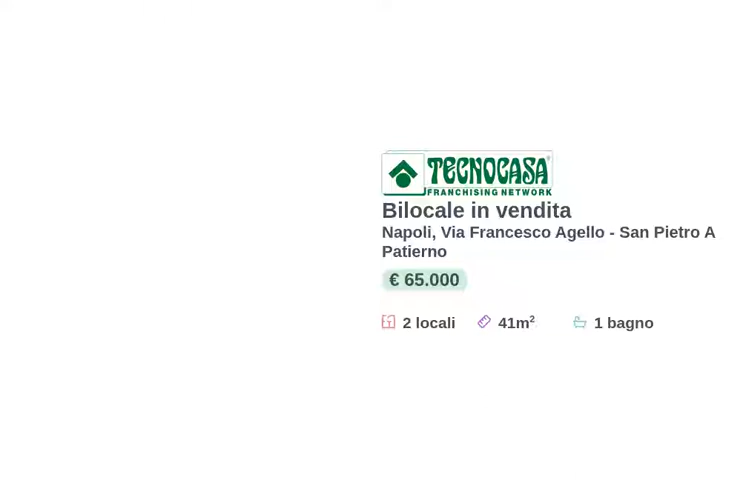 TECNOCASA
FRANCHISING NETWORK
Bilocale in vendita
Napoli, Via Francesco Agello - San Pietro A
Patierno
€ 65.000
2 locali 41m² 1 bagno